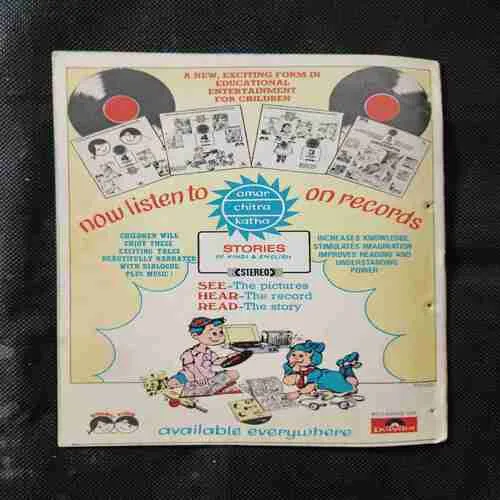 A NEW, EXCITING FORM IN
EDUCATIONAL
ENTERTAINMENT
FOR CHILDREN
now listen to
amar
chitra
katha
on records
CHILDREN WILL
ENJOY THESE
EXCITING TALES
BEAUTIFULLY NARRATED
WITH DIALOGUE
PLUS MUSIC!
STORIES
IN HINDI & ENGLISH
STEREO
INCREASES KNOWLEDGE,
STIMULATES IMAGINATION
IMPROVES READING AND
UNDERSTANDING
POWER
SEE-The pictures
HEAR-The record
READ-The story
available everywhere
Polydor